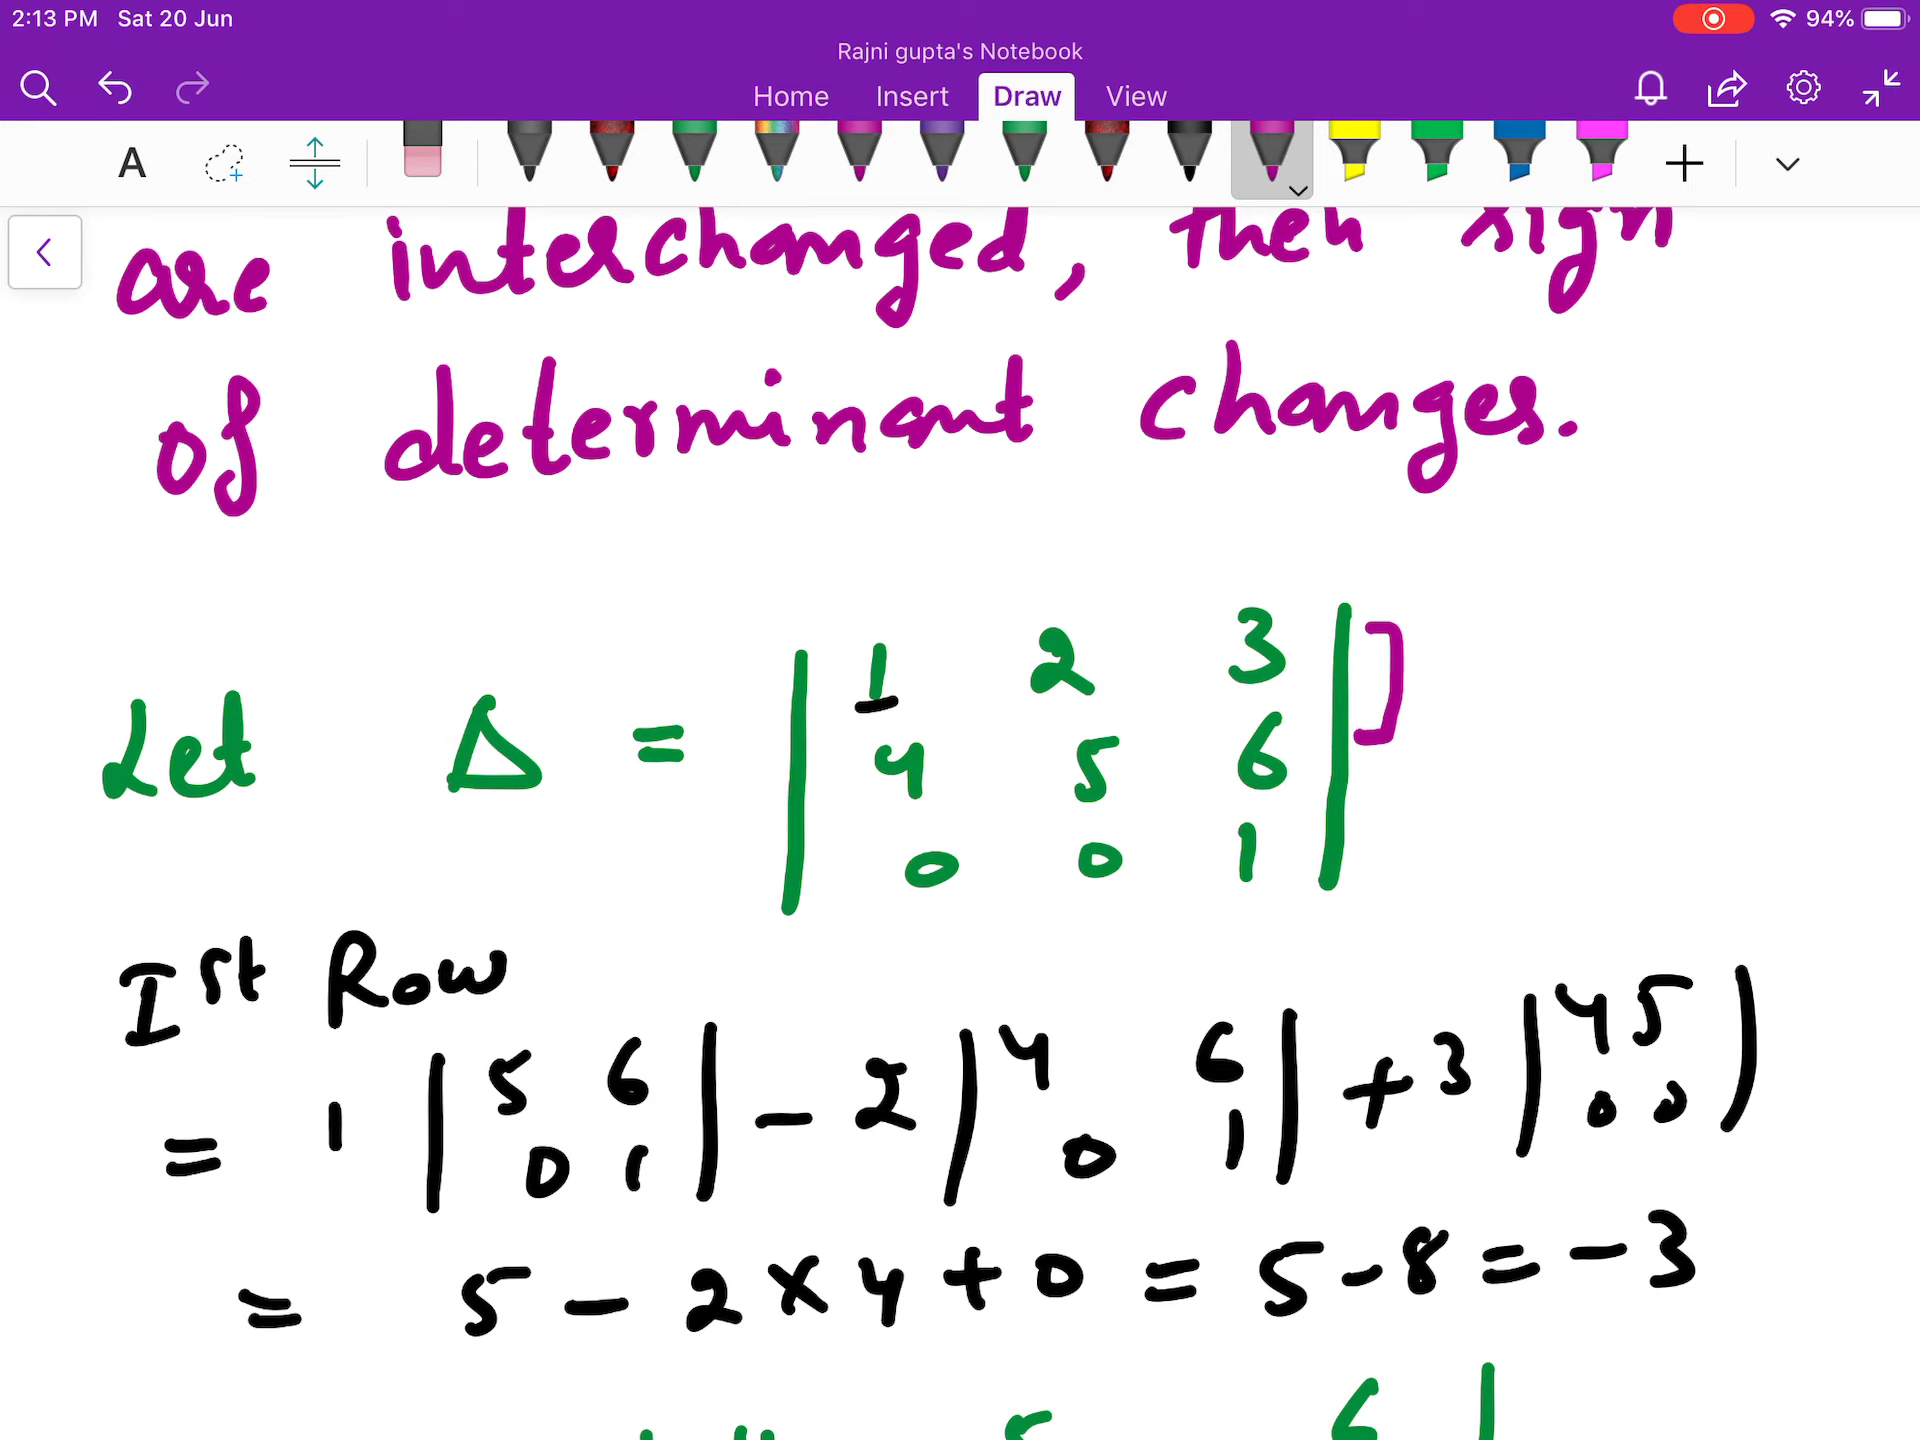 2:13 PM Sat 20 Jun 94%
Rajni gupta's Notebook
Home Insert Draw View
A
are interchanged, then sign
of determinant changes.
Let Δ = | 1 2 3 |
4 5 6
0 0 1
Ist Row
= 1 | 5 6 | - 2 | 4 6 | + 3 | 4 5 |
0 1 0 1 0 0
= 5 - 2 × 4 + 0 = 5 - 8 = - 3
5 6 |